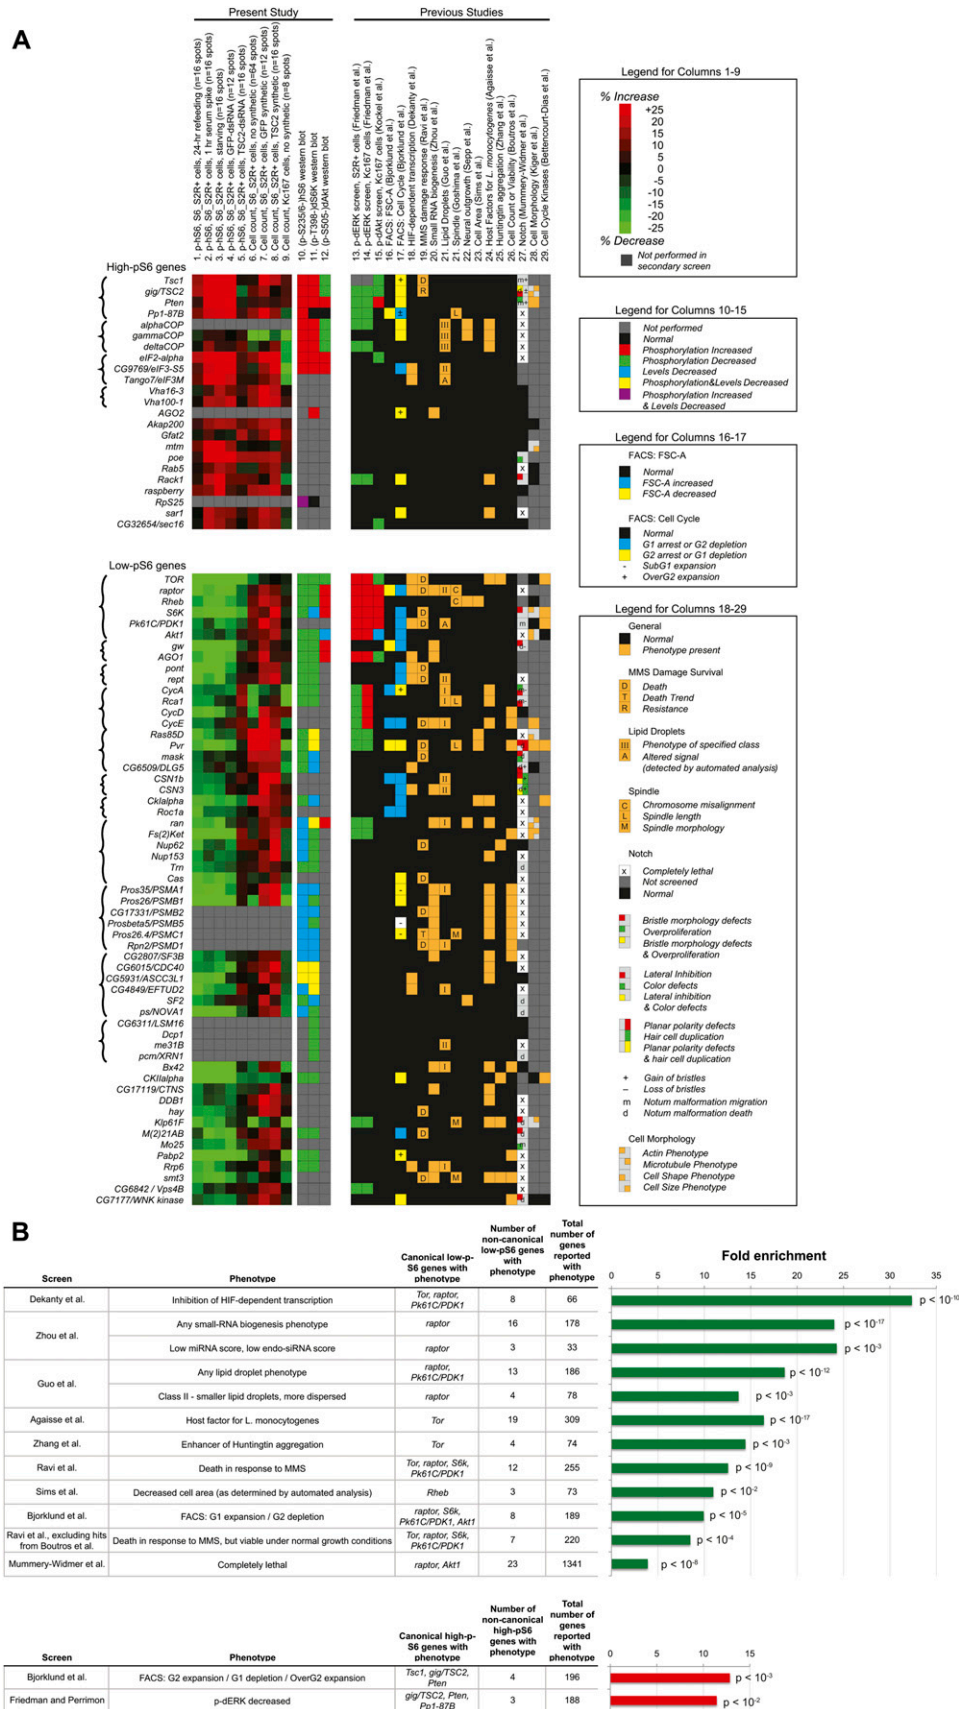 Present Study
Previous Studies
A
1. p-hS6, S6_S2R+ cells, 24-hr refeeding (n=16 spots)
2. p-hS6, S6_S2R+ cells, 1 hr serum spike (n=16 spots)
3. p-hS6, S6_S2R+ cells, starving (n=16 spots)
4. p-hS6, S6_S2R+ cells, GFP-dsRNA (n=12 spots)
5. p-hS6, S6_S2R+ cells, TSC2-dsRNA (n=16 spots)
6. Cell count, S6_S2R+ cells, no synthetic (n=64 spots)
7. Cell count, S6_S2R+ cells, GFP synthetic (n=12 spots)
8. Cell count, S6_S2R+ cells, TSC2 synthetic (n=16 spots)
9. Cell count, Kc167 cells, no synthetic (n=8 spots)
10. (p-S235/6-)hS6 western blot
11. (p-T398-)dS6K western blot
12. (p-S505-)dAkt western blot
13. p-dERK screen, S2R+ cells (Friedman et al.)
14. p-dERK screen, Kc167 cells (Friedman et al.)
15. p-dAkt screen, Kc167 cells (Kockel et al.)
16. FACS: FSC-A (Bjorklund et al.)
17. FACS: Cell Cycle (Bjorklund et al.)
18. HIF-dependent transcription (Dekanty et al.)
19. MMS damage response (Ravi et al.)
20. Small RNA biogenesis (Zhou et al.)
21. Lipid Droplets (Guo et al.)
21. Spindle (Goshima et al.)
22. Neural outgrowth (Sepp et al.)
23. Cell Area (Sims et al.)
24. Host Factors for L. monocytogenes (Agaisse et al.)
25. Huntingtin aggregation (Zhang et al.)
26. Cell Count or Viability (Boutros et al.)
27. Notch (Mummery-Widmer et al.)
28. Cell Morphology (Kiger et al.)
29. Cell Cycle Kinases (Bettencourt-Dias et al.)
High-pS6 genes
Tsc1
gig/TSC2
Pten
Pp1-87B
alphaCOP
gammaCOP
deltaCOP
eIF2-alpha
CG9769/eIF3-S5
Tango7/eIF3M
Vha16-3
Vha100-1
AGO2
Akap200
Gfat2
mtm
poe
Rab5
Rack1
raspberry
RpS25
sar1
CG32654/sec16
Low-pS6 genes
TOR
raptor
Rheb
S6K
Pk61C/PDK1
Akt1
gw
AGO1
pont
rept
CycA
Rca1
CycD
CycE
Ras85D
Pvr
mask
CG6509/DLG5
CSN1b
CSN3
CkIalpha
Roc1a
ran
Fs(2)Ket
Nup62
Nup153
Trn
Cas
Pros35/PSMA1
Pros26/PSMB1
CG17331/PSMB2
Prosbeta5/PSMB5
Pros26.4/PSMC1
Rpn2/PSMD1
CG2807/SF3B
CG6015/CDC40
CG5931/ASCC3L1
CG4849/EFTUD2
SF2
ps/NOVA1
CG6311/LSM16
Dcp1
me31B
pcm/XRN1
Bx42
CKIIalpha
CG17119/CTNS
DDB1
hay
Klp61F
M(2)21AB
Mo25
Pabp2
Rrp6
smt3
CG6842 / Vps4B
CG7177/WNK kinase
Legend for Columns 1-9
% Increase
+25
20
15
10
5
0
-5
-10
-15
-20
-25
% Decrease
Not performed in
secondary screen
Legend for Columns 10-15
Not performed
Normal
Phosphorylation Increased
Phosphorylation Decreased
Levels Decreased
Phosphorylation&Levels Decreased
Phosphorylation Increased
& Levels Decreased
Legend for Columns 16-17
FACS: FSC-A
Normal
FSC-A increased
FSC-A decreased
FACS: Cell Cycle
Normal
G1 arrest or G2 depletion
G2 arrest or G1 depletion
- SubG1 expansion
+ OverG2 expansion
Legend for Columns 18-29
General
Normal
Phenotype present
MMS Damage Survival
D Death
T Death Trend
R Resistance
Lipid Droplets
III Phenotype of specified class
A Altered signal
(detected by automated analysis)
Spindle
C Chromosome misalignment
L Spindle length
M Spindle morphology
Notch
x Completely lethal
Not screened
Normal
Bristle morphology defects
Overproliferation
Bristle morphology defects
& Overproliferation
Lateral Inhibition
Color defects
Lateral inhibition
& Color defects
Planar polarity defects
Hair cell duplication
Planar polarity defects
& hair cell duplication
+ Gain of bristles
– Loss of bristles
m Notum malformation migration
d Notum malformation death
Cell Morphology
Actin Phenotype
Microtubule Phenotype
Cell Shape Phenotype
Cell Size Phenotype
B
Screen Phenotype Canonical low-p-S6 genes with phenotype Number of non-canonical low-pS6 genes with phenotype Total number of genes reported with phenotype Fold enrichment
0 5 10 15 20 25 30 35
Dekanty et al. Inhibition of HIF-dependent transcription Tor, raptor, Pk61C/PDK1 8 66 p < 10-10
Zhou et al. Any small-RNA biogenesis phenotype raptor 16 178 p < 10-17
Low miRNA score, low endo-siRNA score raptor 3 33 p < 10-3
Guo et al. Any lipid droplet phenotype raptor, Pk61C/PDK1 13 186 p < 10-12
Class II - smaller lipid droplets, more dispersed raptor 4 78 p < 10-3
Agaisse et al. Host factor for L. monocytogenes Tor 19 309 p < 10-17
Zhang et al. Enhancer of Huntingtin aggregation Tor 4 74 p < 10-3
Ravi et al. Death in response to MMS Tor, raptor, S6k, Pk61C/PDK1 12 255 p < 10-9
Sims et al. Decreased cell area (as determined by automated analysis) Rheb 3 73 p < 10-2
Bjorklund et al. FACS: G1 expansion / G2 depletion raptor, S6k, Pk61C/PDK1, Akt1 8 189 p < 10-5
Ravi et al., excluding hits from Boutros et al. Death in response to MMS, but viable under normal growth conditions Tor, raptor, S6k, Pk61C/PDK1 7 220 p < 10-4
Mummery-Widmer et al. Completely lethal raptor, Akt1 23 1341 p < 10-8
Screen Phenotype Canonical high-p-S6 genes with phenotype Number of non-canonical high-pS6 genes with phenotype Total number of genes reported with phenotype
0 5 10 15
Bjorklund et al. FACS: G2 expansion / G1 depletion / OverG2 expansion Tsc1, gig/TSC2, Pten 4 196 p < 10-3
Friedman and Perrimon p-dERK decreased gig/TSC2, Pten, Pp1-87B 3 188 p < 10-2